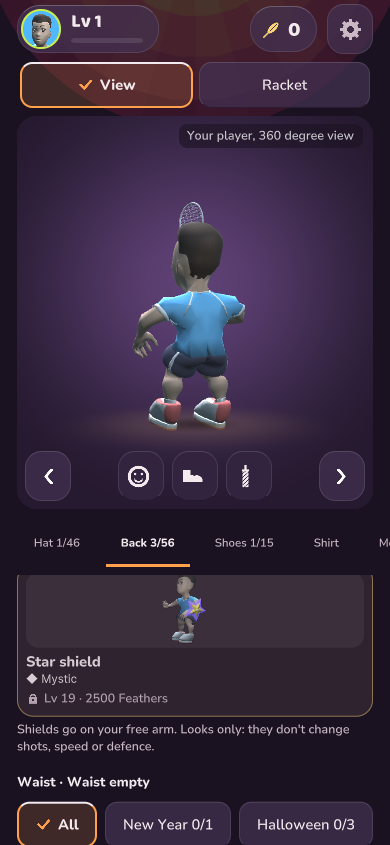 Lv 1
0
View
Racket
Your player, 360 degree view
Hat 1/46
Back 3/56
Shoes 1/15
Shirt
Star shield
Mystic
Lv 19 · 2500 Feathers
Shields go on your free arm. Looks only: they don't change
shots, speed or defence.
Waist · Waist empty
All
New Year 0/1
Halloween 0/3